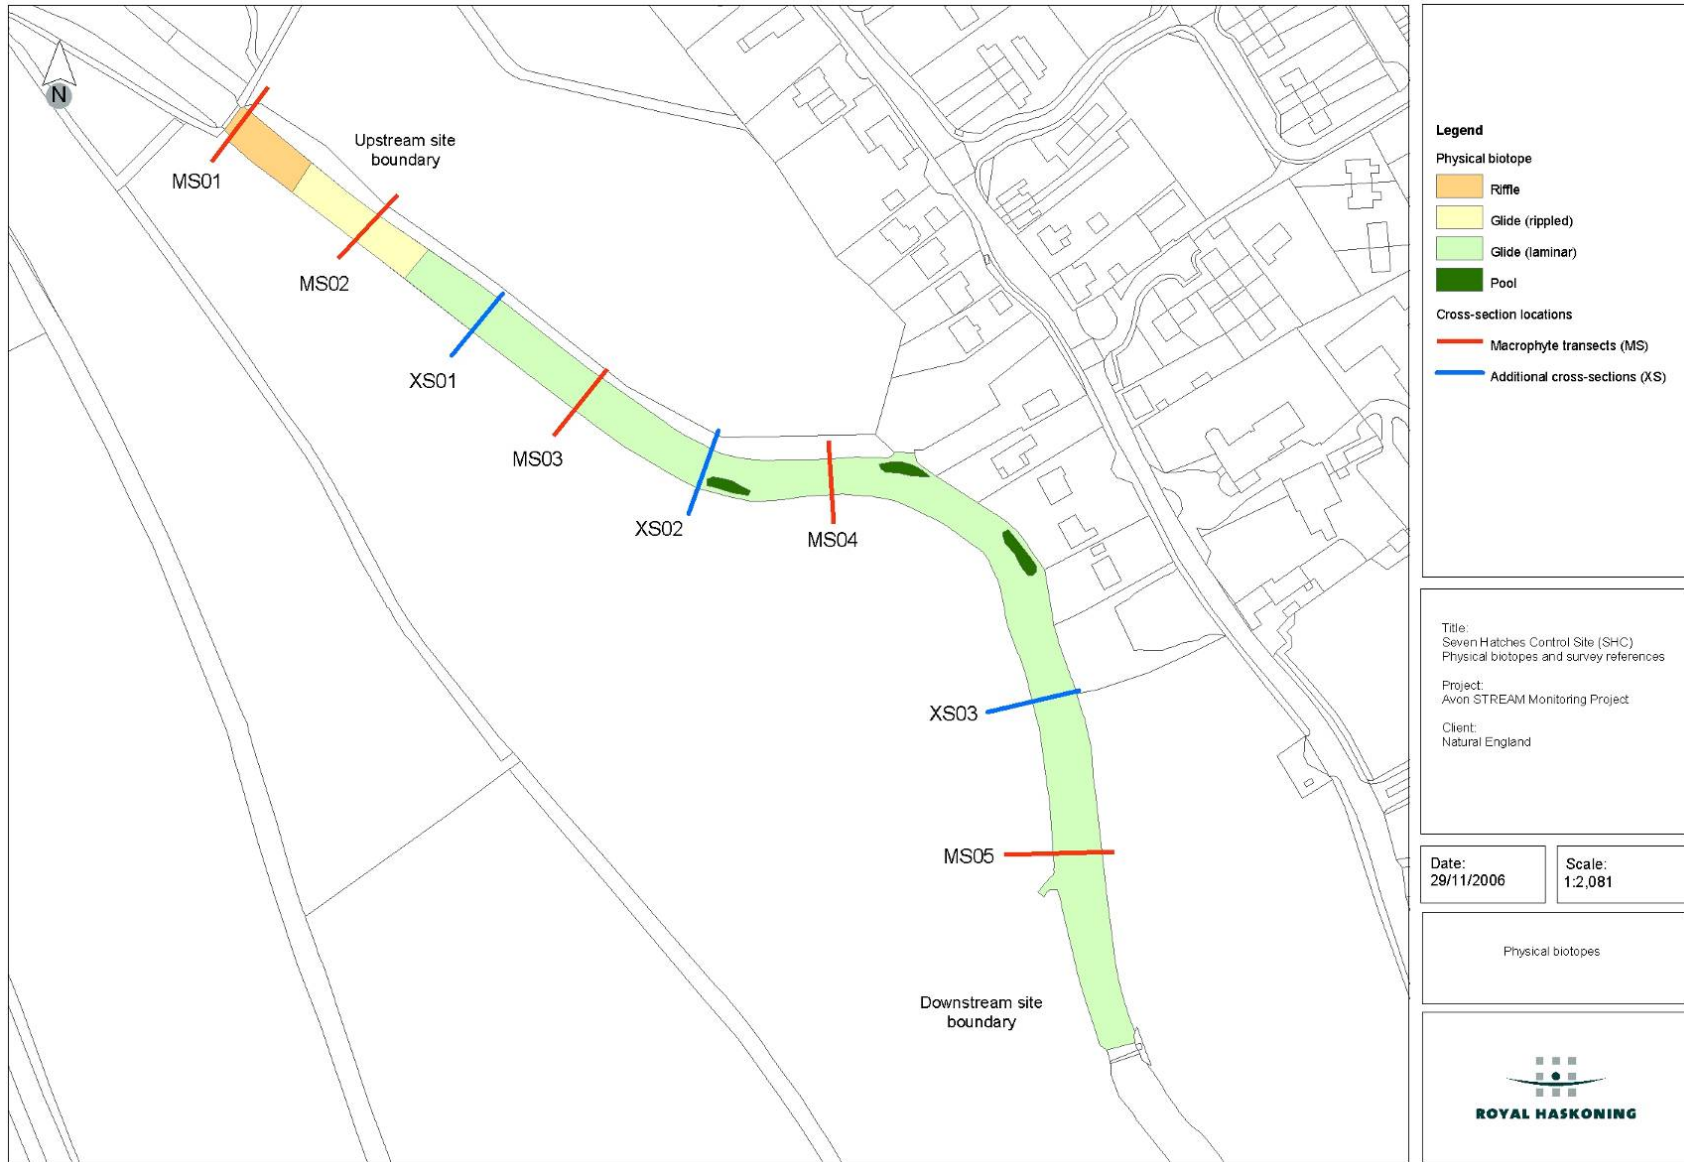 N
Upstream site
boundary
MS01
MS02
XS01
MS03
XS02
MS04
XS03
MS05
Downstream site
boundary
Legend
Physical biotope
Riffle
Glide (rippled)
Glide (laminar)
Pool
Cross-section locations
Macrophyte transects (MS)
Additional cross-sections (XS)
Title:
Seven Hatches Control Site (SHC)
Physical biotopes and survey references
Project:
Avon STREAM Monitoring Project
Client:
Natural England
Date:
29/11/2006
Scale:
1:2,081
Physical biotopes
ROYAL HASKONING